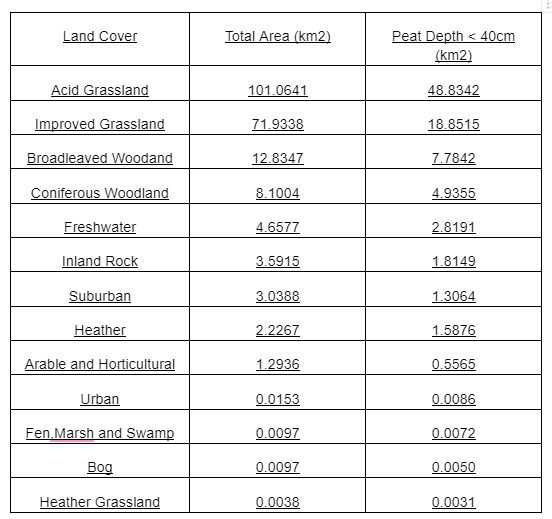 Land Cover Total Area (km2) Peat Depth < 40cm
(km2)
Acid Grassland 101.0641 48.8342
Improved Grassland 71.9338 18.8515
Broadleaved Woodand 12.8347 7.7842
Coniferous Woodland 8.1004 4.9355
Freshwater 4.6577 2.8191
Inland Rock 3.5915 1.8149
Suburban 3.0388 1.3064
Heather 2.2267 1.5876
Arable and Horticultural 1.2936 0.5565
Urban 0.0153 0.0086
Fen,Marsh and Swamp 0.0097 0.0072
Bog 0.0097 0.0050
Heather Grassland 0.0038 0.0031